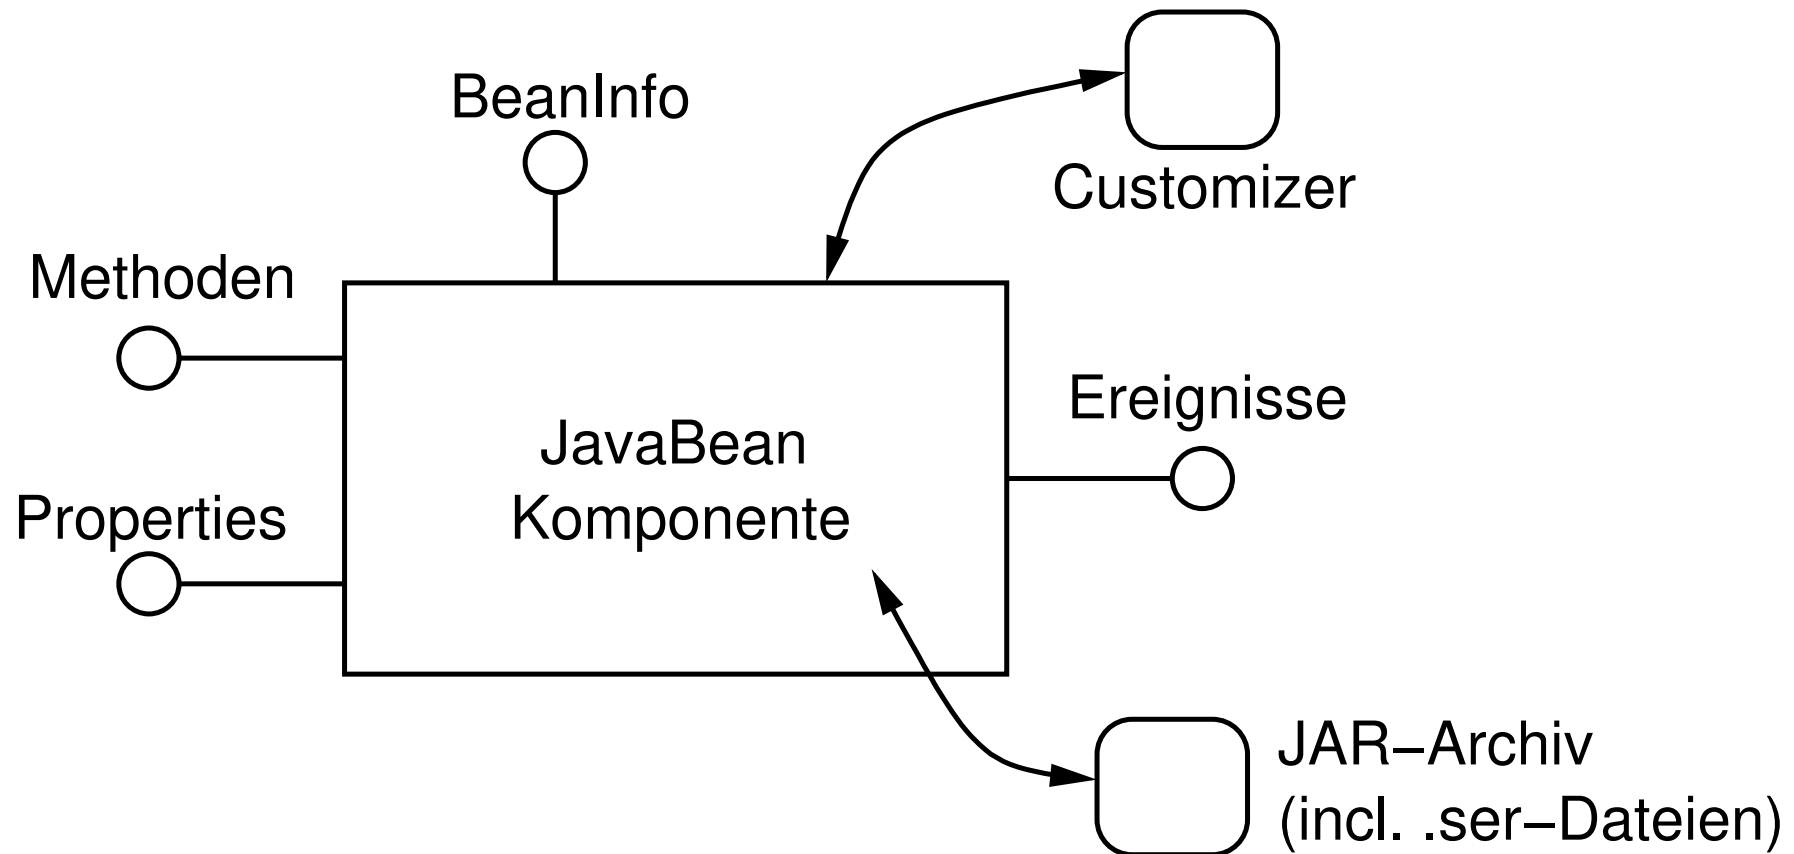 BeanInfo
Customizer
Methoden
Ereignisse
JavaBean
Komponente
Properties
JAR–Archiv
(incl. .ser–Dateien)